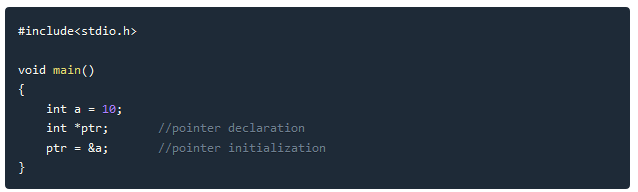 #include<stdio.h>
void main()
{
int a = 10;
int *ptr; //pointer declaration
ptr = &a; //pointer initialization
}